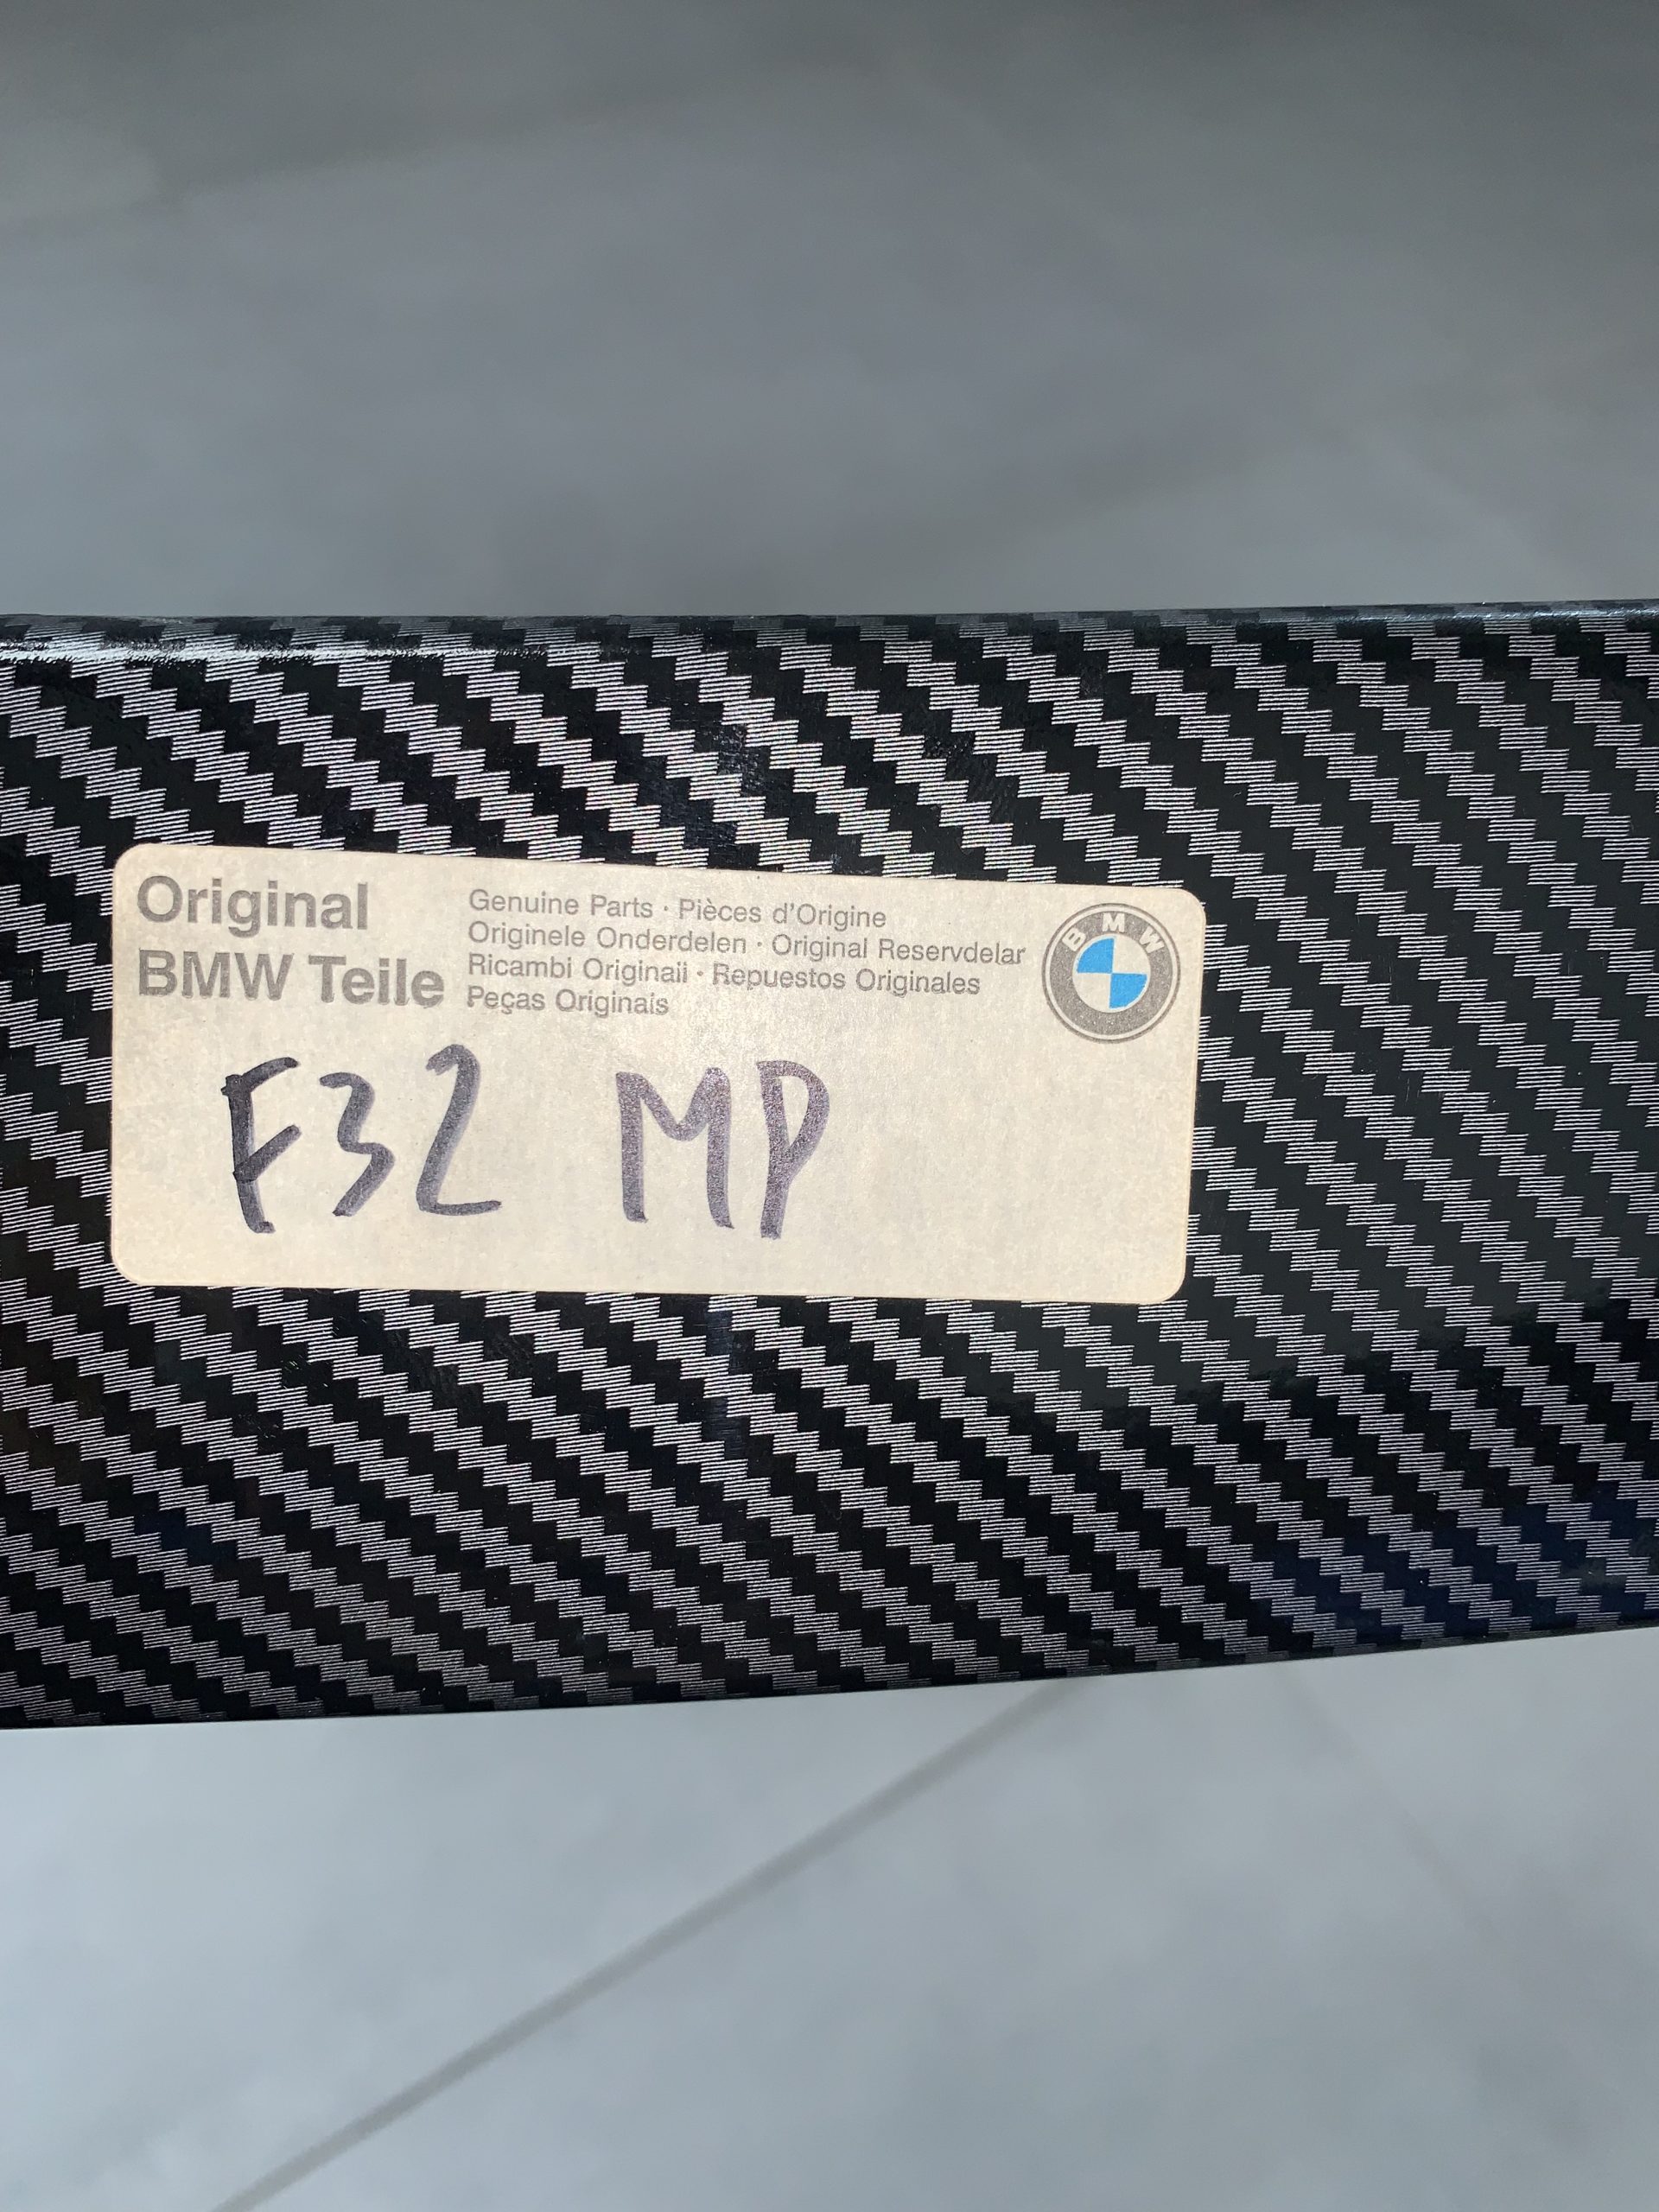 Original
BMW Teile
Genuine Parts · Pièces d'Origine
Originele Onderdelen · Original Reservdelar
Ricambi Originaii · Repuestos Originales
Peças Originais
BMW
F32 MP